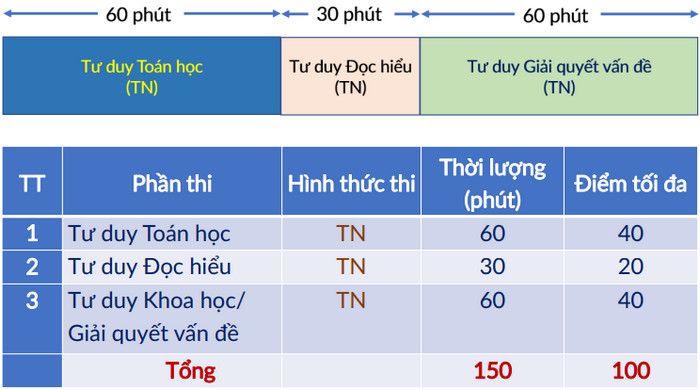 60 phút 30 phút 60 phút
Tư duy Toán học Tư duy Đọc hiểu Tư duy Giải quyết vấn đề
(TN) (TN) (TN)
TT Phần thi Hình thức thi Thời lượng (phút) Điểm tối đa
1 Tư duy Toán học TN 60 40
2 Tư duy Đọc hiểu TN 30 20
3 Tư duy Khoa học/ TN 60 40
Giải quyết vấn đề
Tổng 150 100